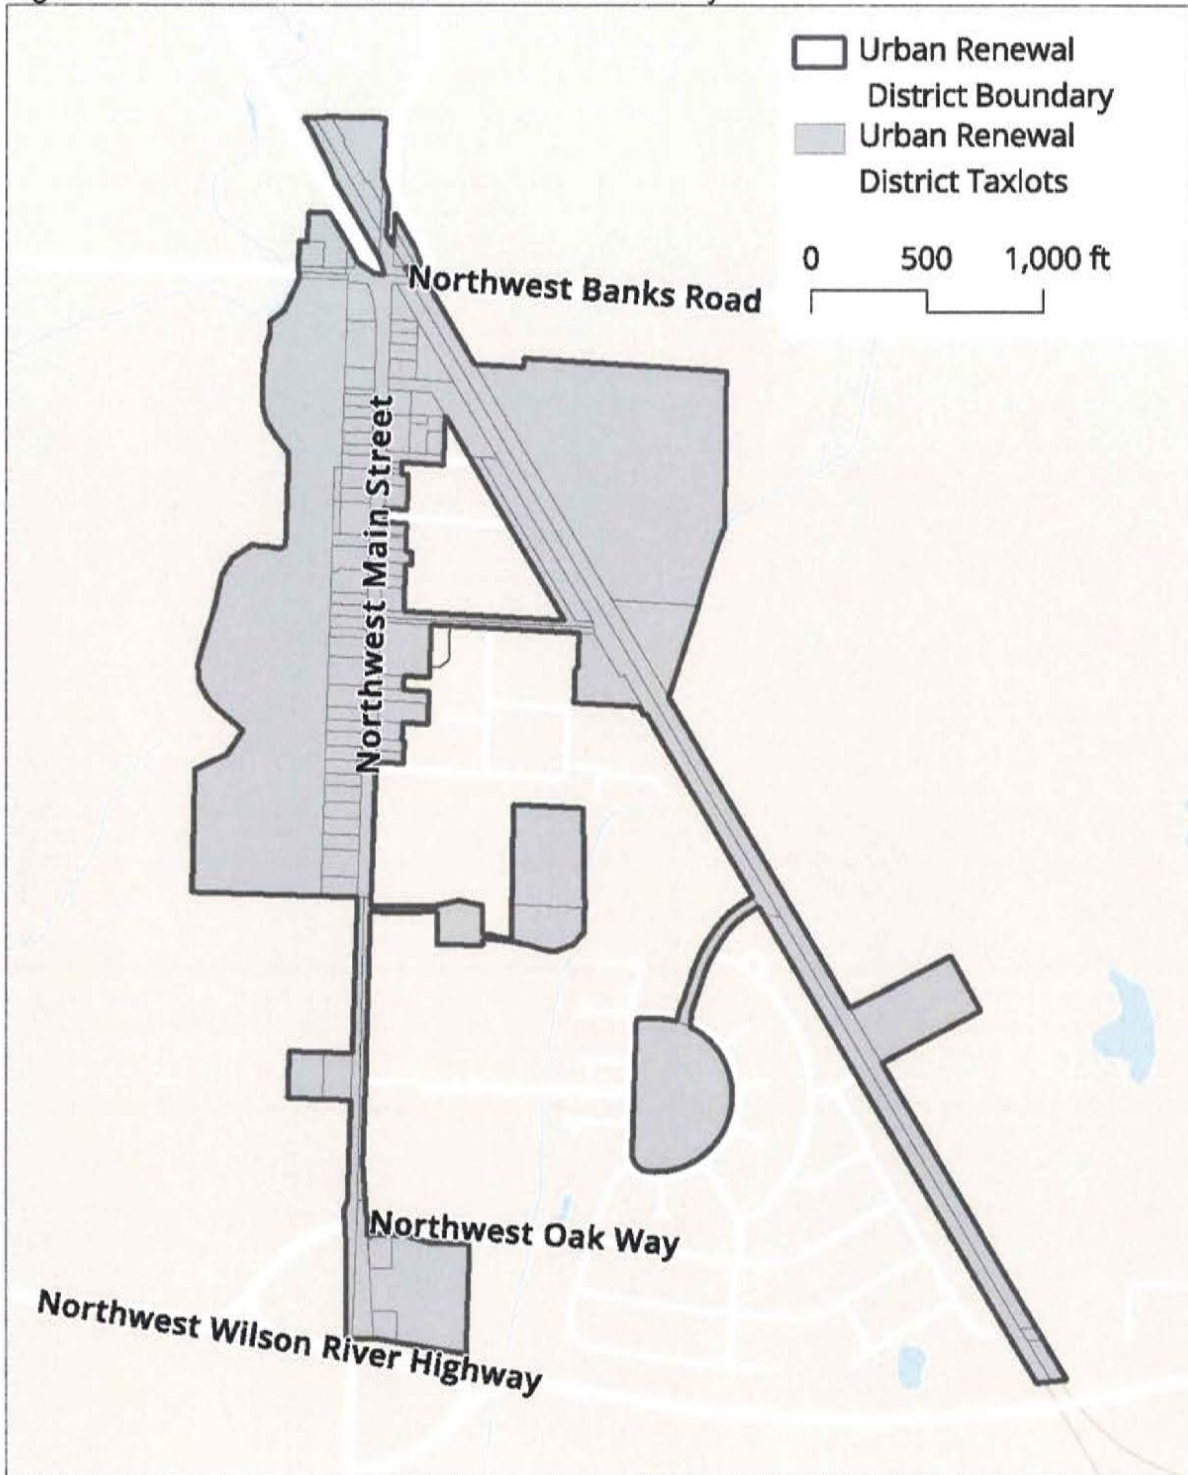 Urban Renewal
District Boundary
Urban Renewal
District Taxlots
0 500 1,000 ft
Northwest Banks Road
Northwest Main Street
Northwest Oak Way
Northwest Wilson River Highway